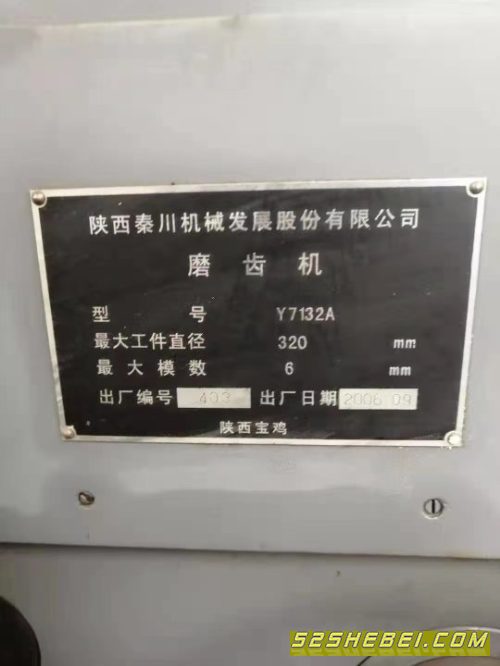 陕西秦川机械发展股份有限公司
磨齿机
型号 Y7132A
最大工件直径 320 mm
最大模数 6 mm
出厂编号 403 出厂日期 2006 09
陕西宝鸡
52SHEBEI.COM